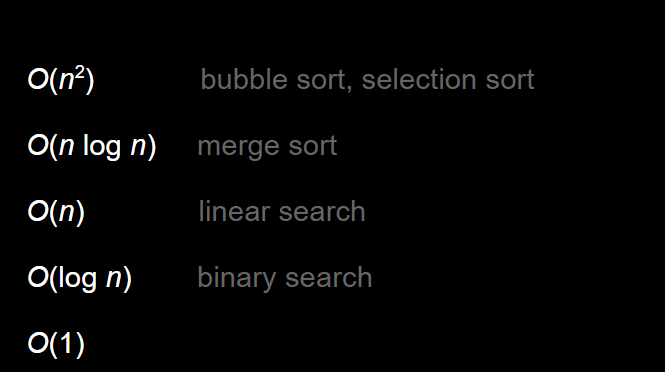 O(n²) bubble sort, selection sort
O(n log n) merge sort
O(n) linear search
O(log n) binary search
O(1)